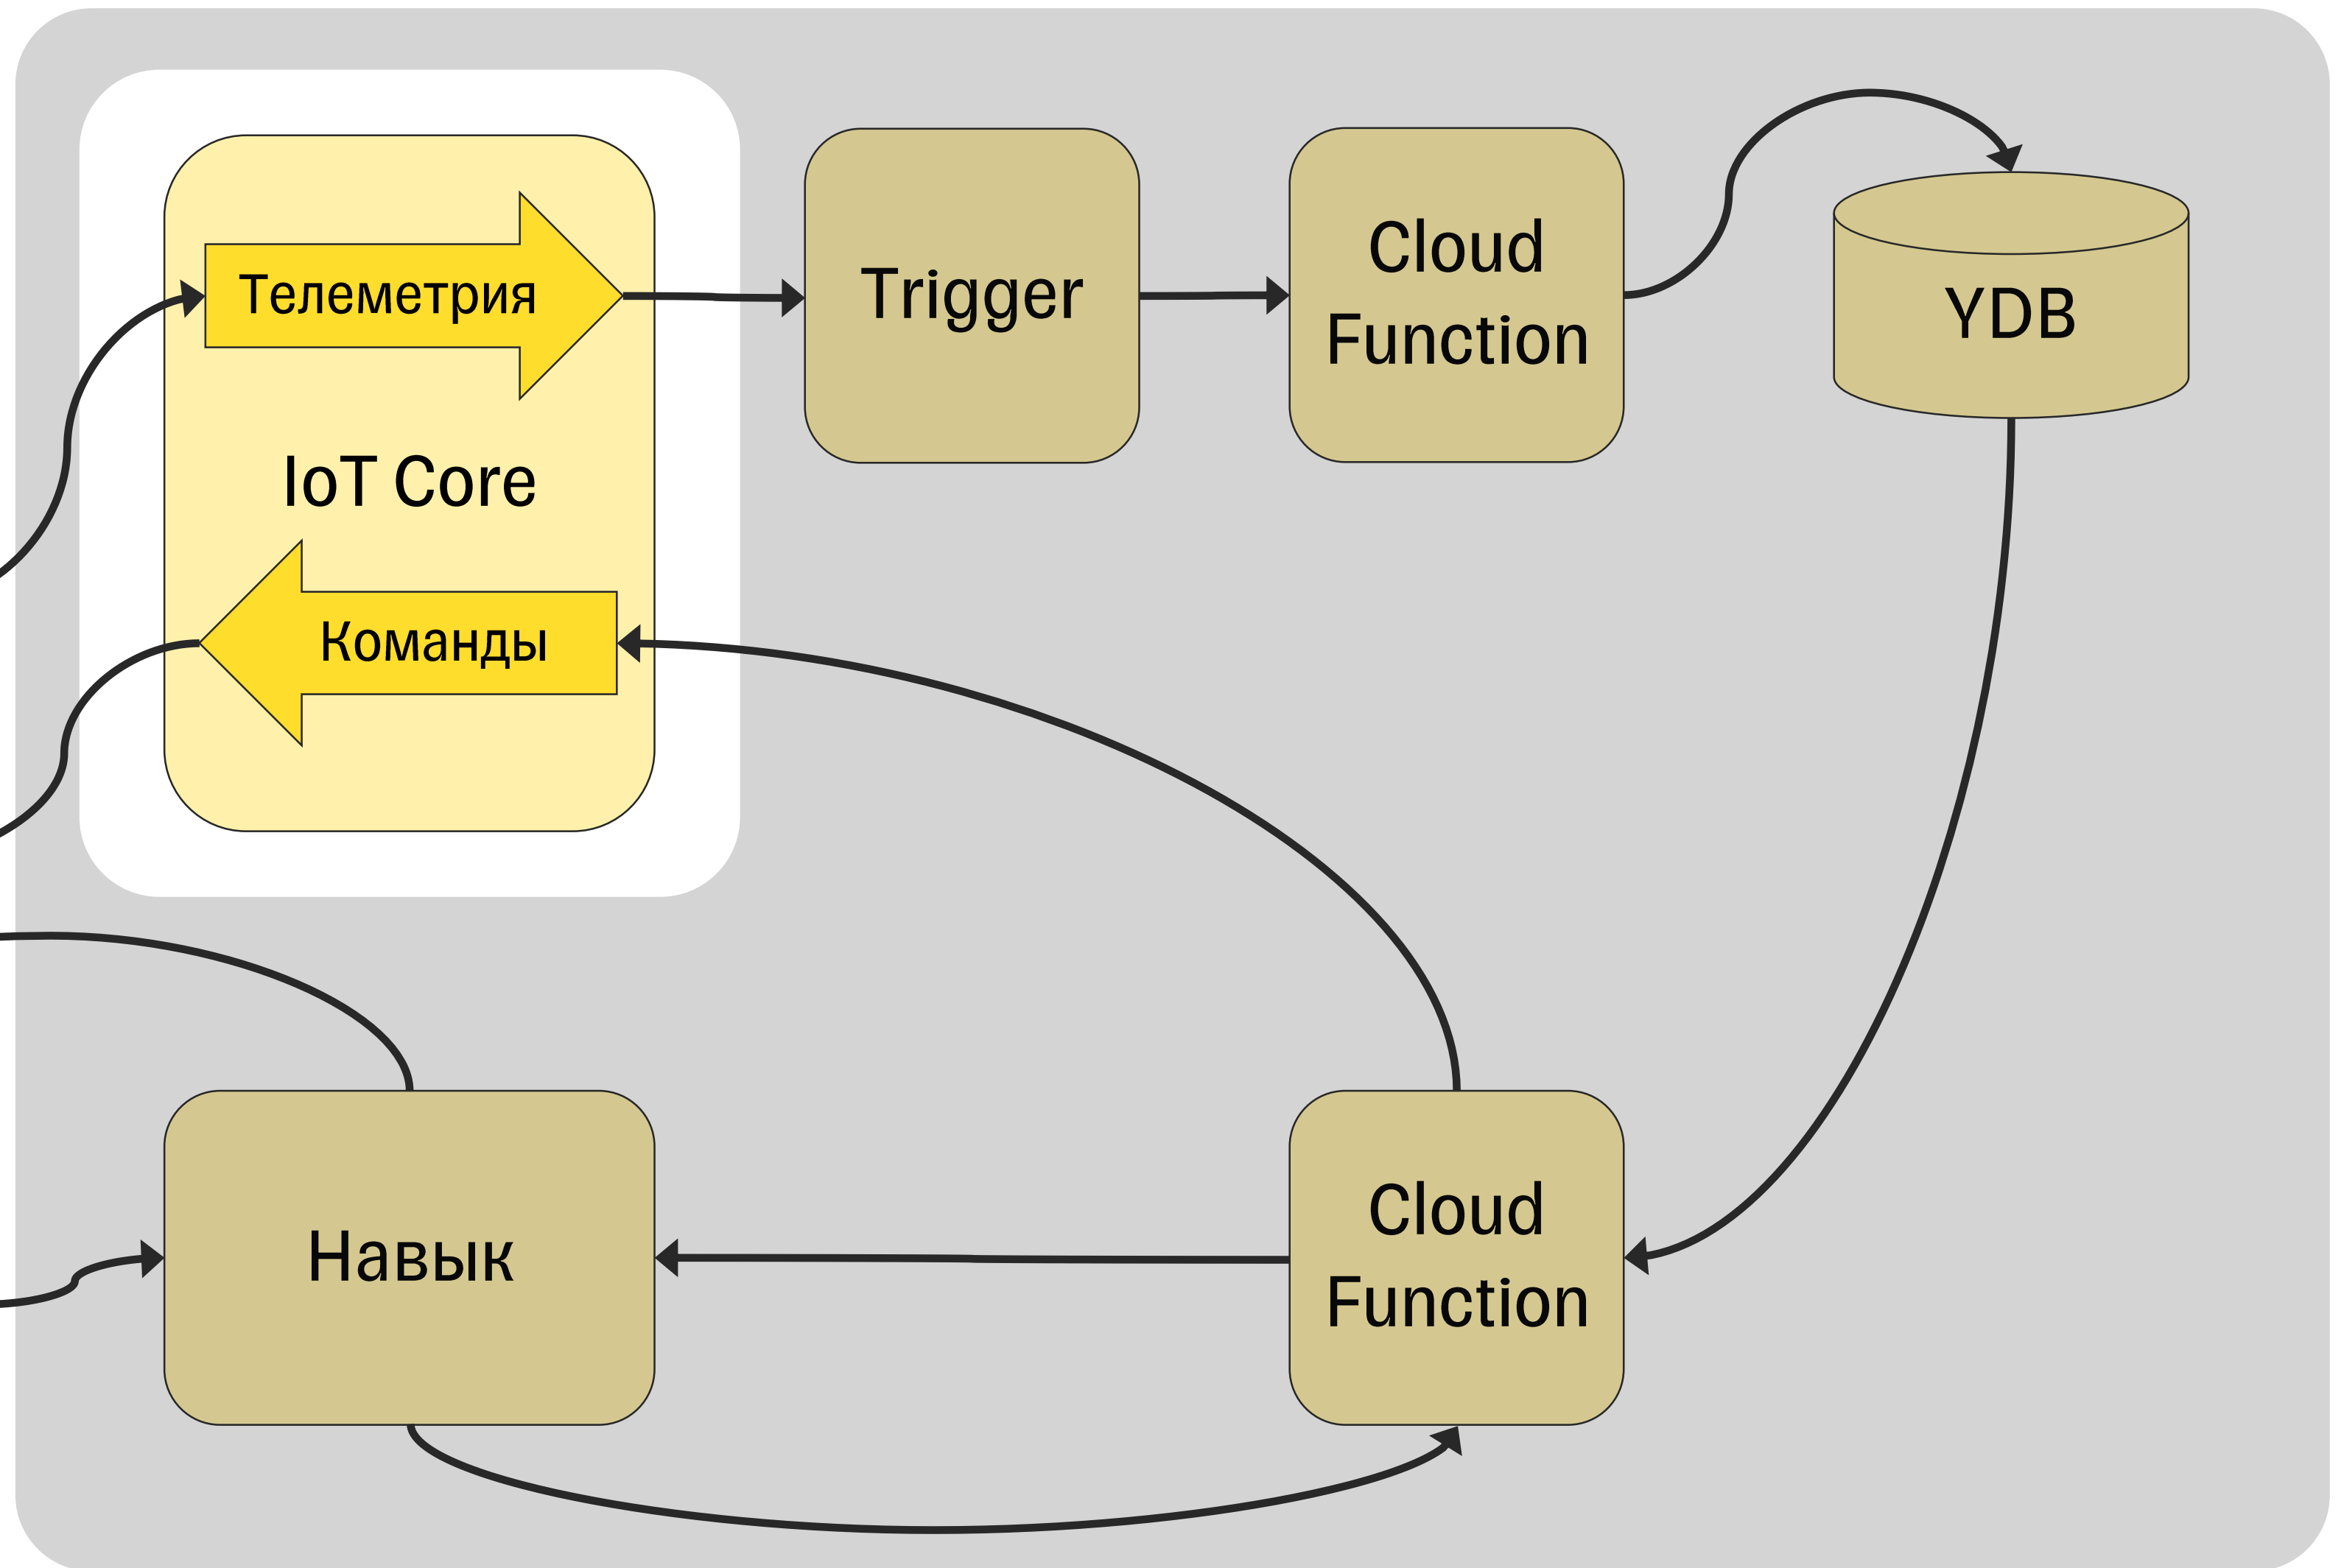 Телеметрия
IoT Core
Команды
Trigger
Cloud
Function
YDB
Навык
Cloud
Function